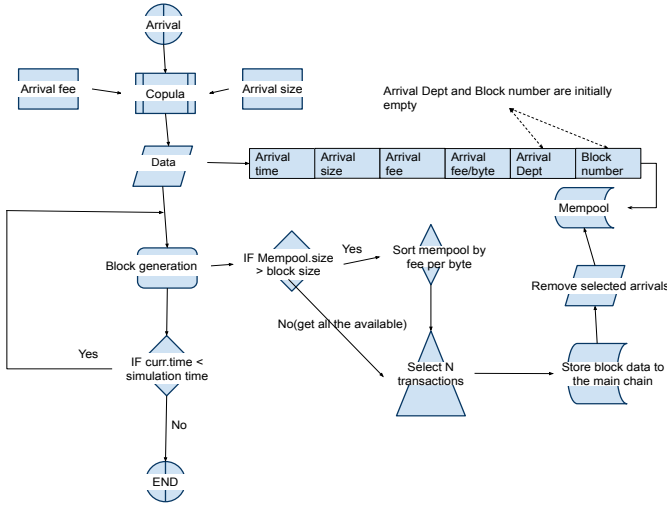 Arrival
Arrival fee
Copula
Arrival size
Arrival Dept and Block number are initially
empty
Data
Arrival
time
Arrival
size
Arrival
fee
Arrival
fee/byte
Arrival
Dept
Block
number
Mempool
Block generation
IF Mempool.size
> block size
Yes
Sort mempool by
fee per byte
Remove selected arrivals
No(get all the available)
Yes
IF curr.time <
simulation time
Select N
transactions
Store block data to
the main chain
No
END